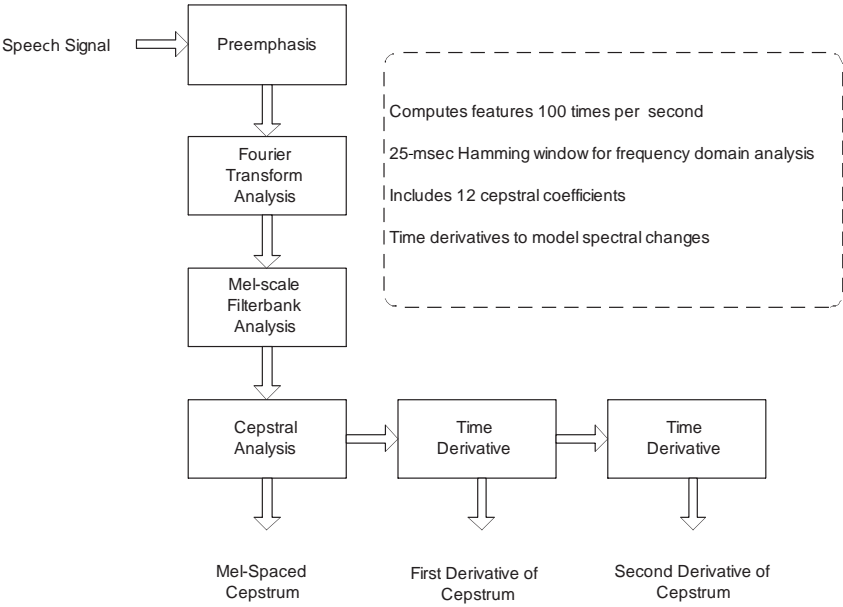 Speech Signal
Preemphasis
Computes features 100 times per second
25-msec Hamming window for frequency domain analysis
Includes 12 cepstral coefficients
Time derivatives to model spectral changes
Fourier
Transform
Analysis
Mel-scale
Filterbank
Analysis
Cepstral
Analysis
Time
Derivative
Time
Derivative
Mel-Spaced
Cepstrum
First Derivative of
Cepstrum
Second Derivative of
Cepstrum